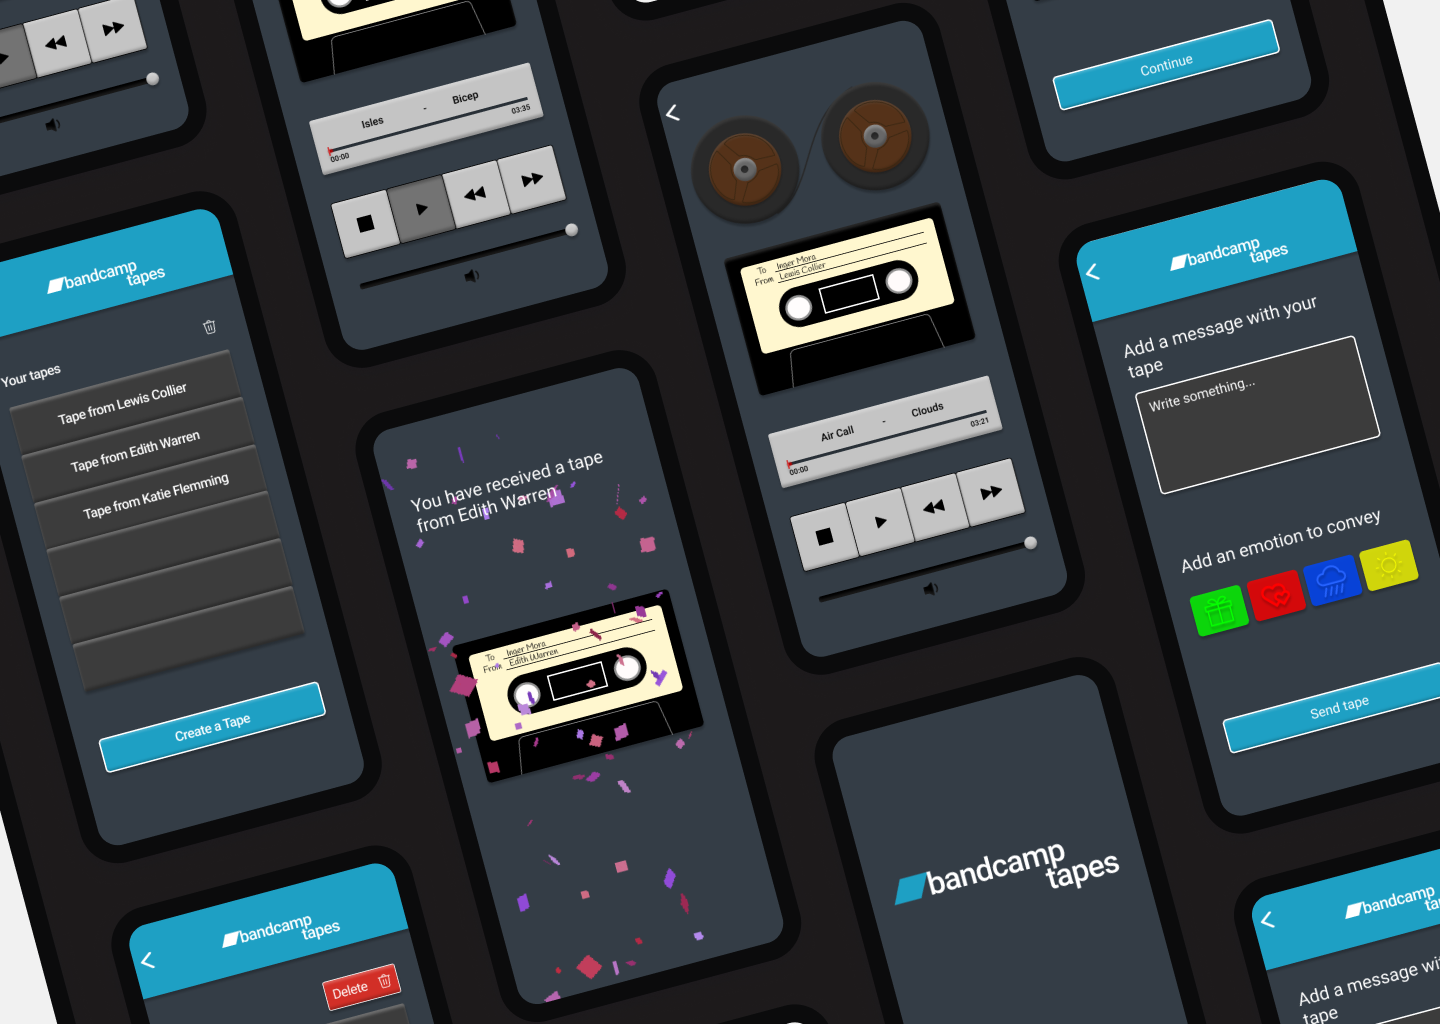 Isles - Bicep
00:00 03:35
bandcamp
tapes
Your tapes
Tape from Lewis Collier
Tape from Edith Warren
Tape from Katie Flemming
Create a Tape
bandcamp
tapes
Delete
You have received a tape
from Edith Warren
To Inger Mora
From Edith Warren
To Inger Mora
From Lewis Collier
Air Call - Clouds
00:00 03:21
bandcamp
tapes
Continue
bandcamp
tapes
Add a message with your
tape
Write something...
Add an emotion to convey
Send tape
bandcamp
Add a message
tape